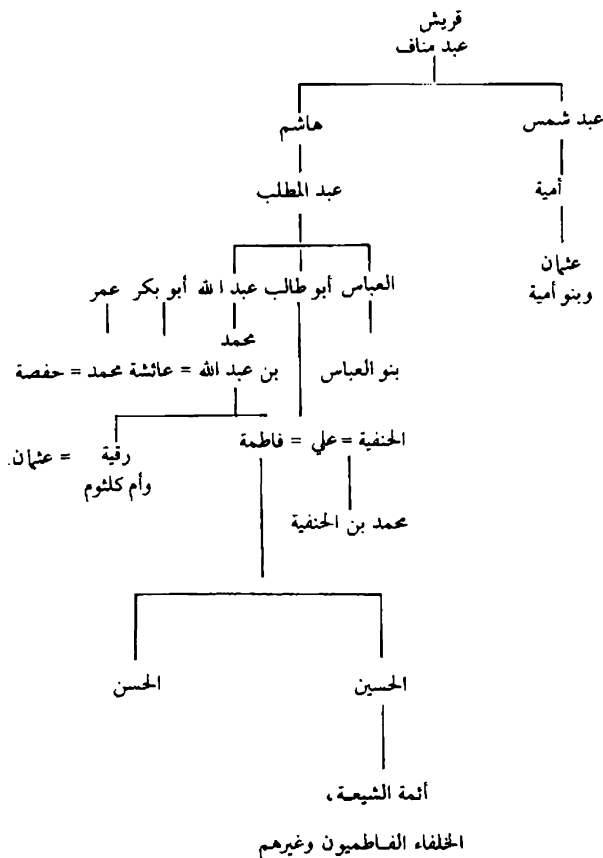 قريش
عبد مناف
عبد شمس
هاشم
أمية
عبد المطلب
عثمان
وبنو أمية
العباس أبو طالب عبد الله أبو بكر عمر
محمد
بنو العباس
بن عبد الله = عائشة محمد = حفصة
الحنفية = علي = فاطمة
رقية = عثمان.
وأم كلثوم
محمد بن الحنفية
الحسين
الحسن
أئمة الشيعة،
الخلفاء الفاطميون وغيرهم